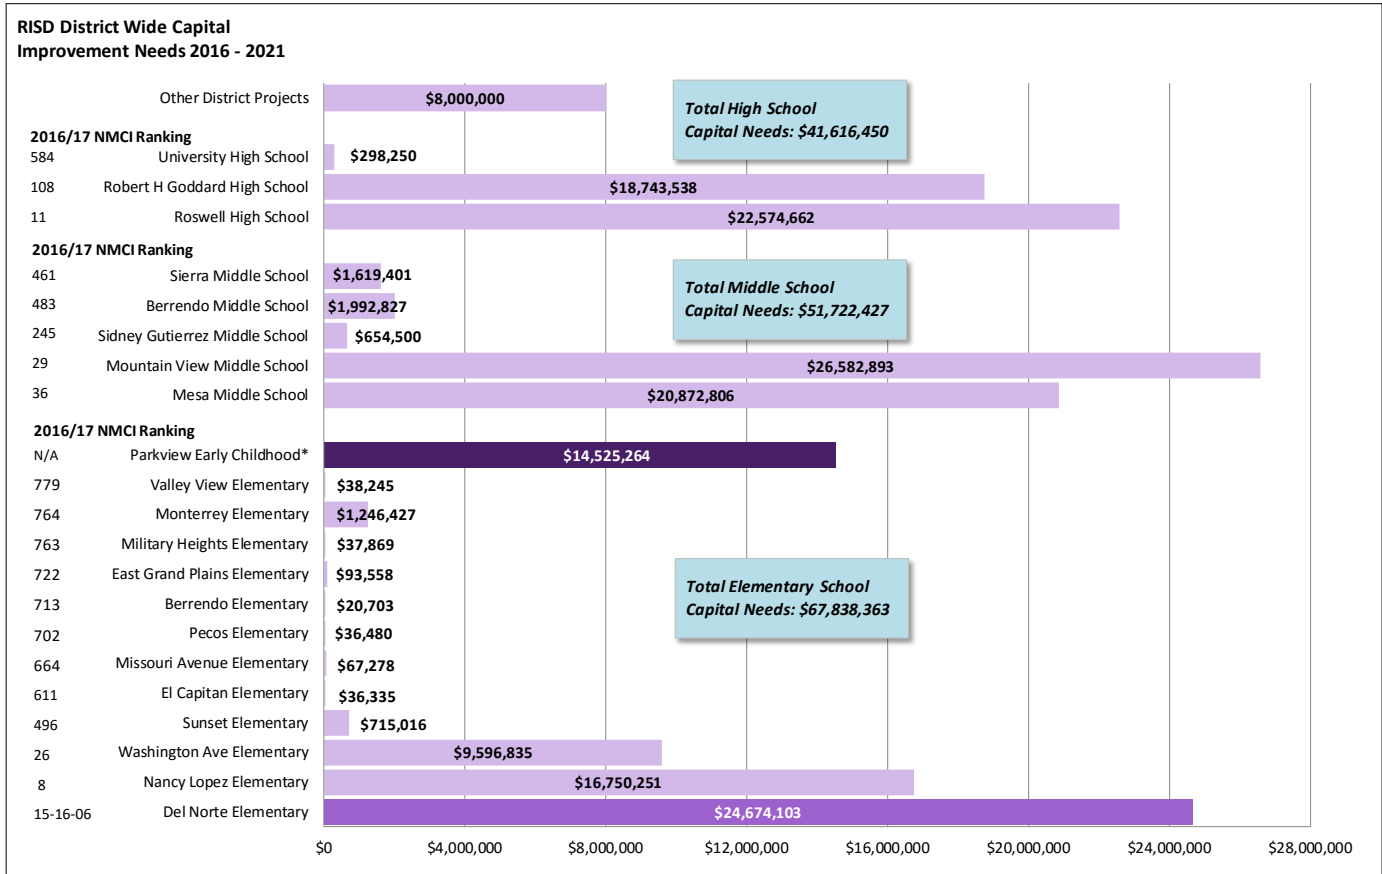 RISD District Wide Capital
Improvement Needs 2016 - 2021
Other District Projects $8,000,000
Total High School
Capital Needs: $41,616,450
2016/17 NMCI Ranking
584 University High School $298,250
108 Robert H Goddard High School $18,743,538
11 Roswell High School $22,574,662
2016/17 NMCI Ranking
461 Sierra Middle School $1,619,401
483 Berrendo Middle School $1,992,827
Total Middle School
Capital Needs: $51,722,427
245 Sidney Gutierrez Middle School $654,500
29 Mountain View Middle School $26,582,893
36 Mesa Middle School $20,872,806
2016/17 NMCI Ranking
N/A Parkview Early Childhood* $14,525,264
779 Valley View Elementary $38,245
764 Monterrey Elementary $1,246,427
763 Military Heights Elementary $37,869
722 East Grand Plains Elementary $93,558
Total Elementary School
Capital Needs: $67,838,363
713 Berrendo Elementary $20,703
702 Pecos Elementary $36,480
664 Missouri Avenue Elementary $67,278
611 El Capitan Elementary $36,335
496 Sunset Elementary $715,016
26 Washington Ave Elementary $9,596,835
8 Nancy Lopez Elementary $16,750,251
15-16-06 Del Norte Elementary $24,674,103
$0 $4,000,000 $8,000,000 $12,000,000 $16,000,000 $20,000,000 $24,000,000 $28,000,000